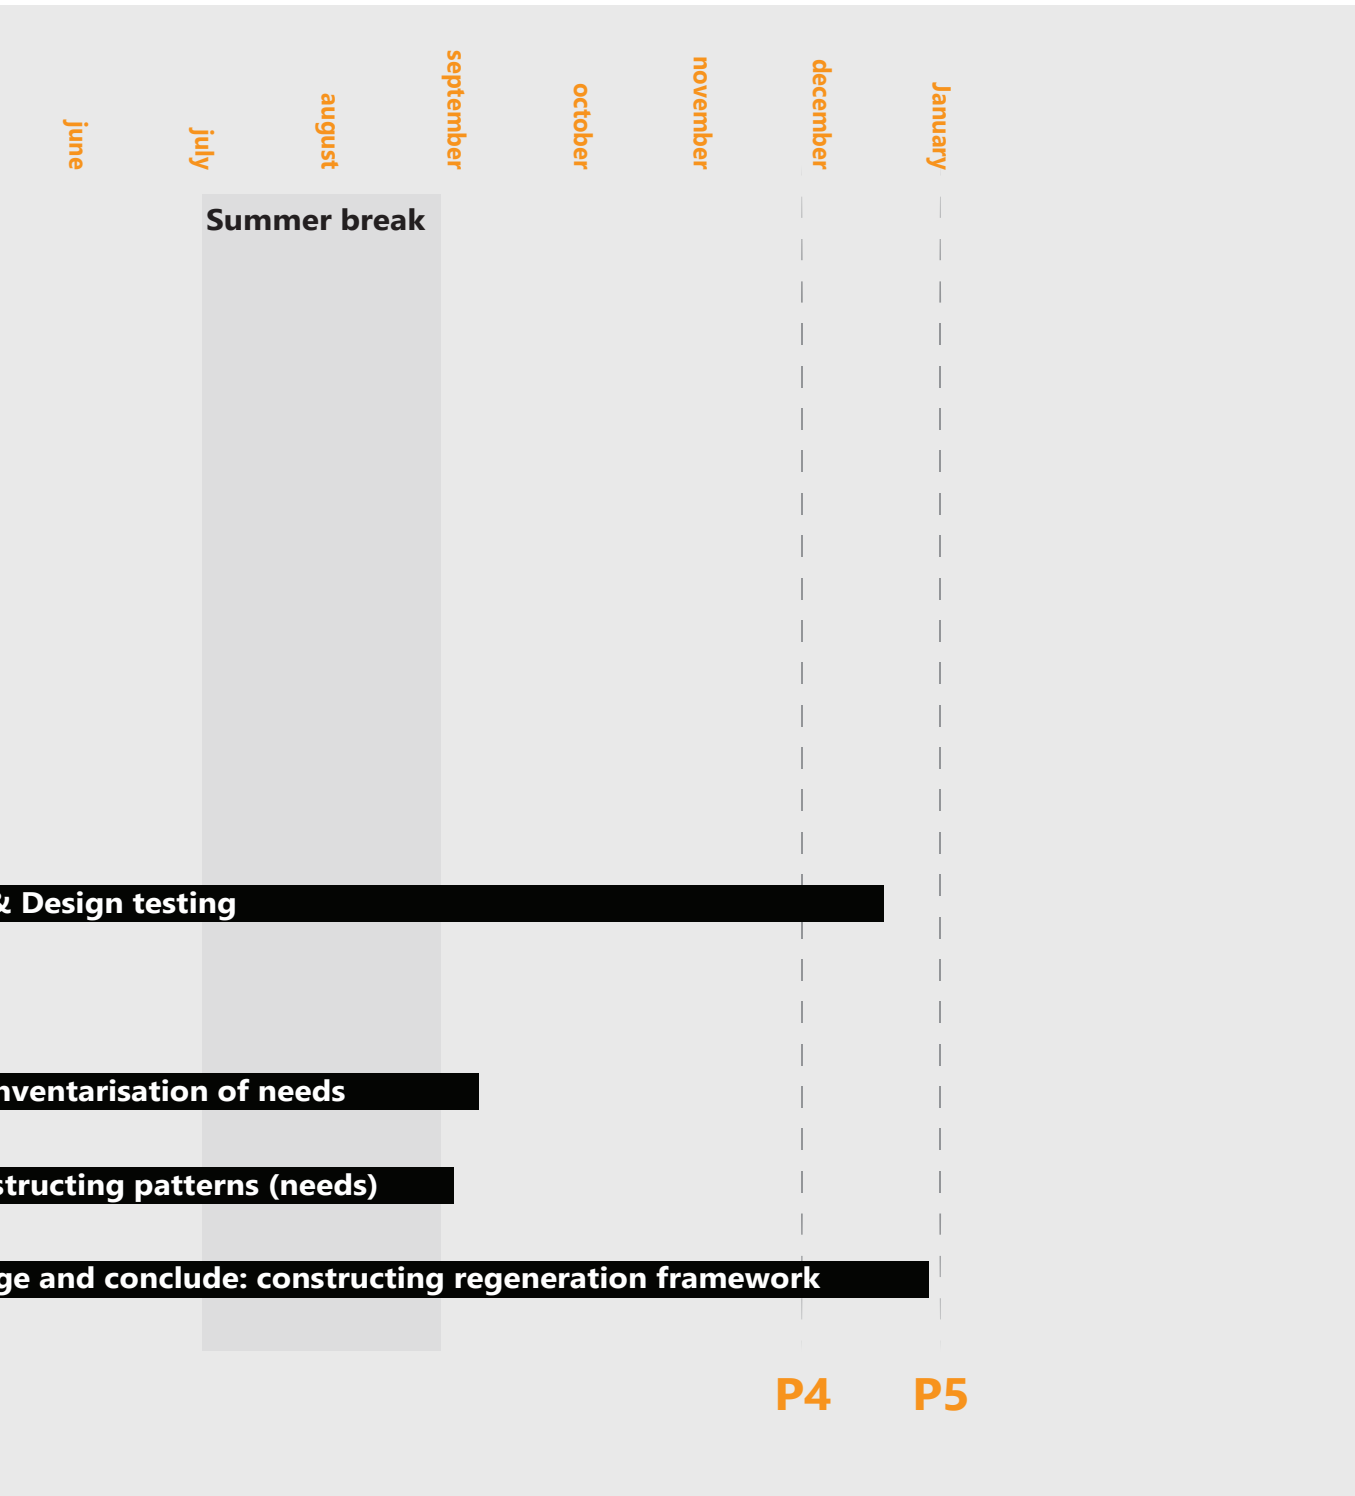 june
july
august
september
october
november
december
January
Summer break
& Design testing
nventarisation of needs
structing patterns (needs)
ge and conclude: constructing regeneration framework
P4
P5